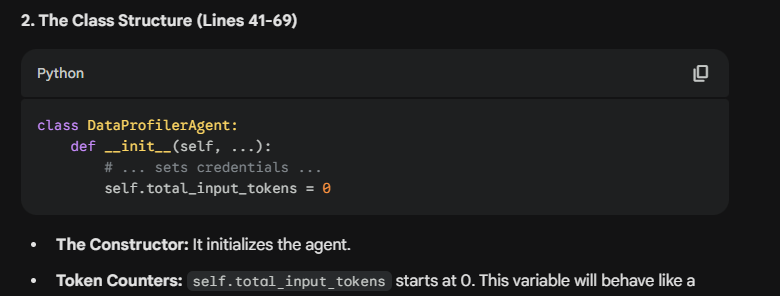 2. The Class Structure (Lines 41-69)
Python
class DataProfilerAgent:
    def __init__(self, ...):
        # ... sets credentials ...
        self.total_input_tokens = 0
• The Constructor: It initializes the agent.
• Token Counters: self.total_input_tokens starts at 0. This variable will behave like a